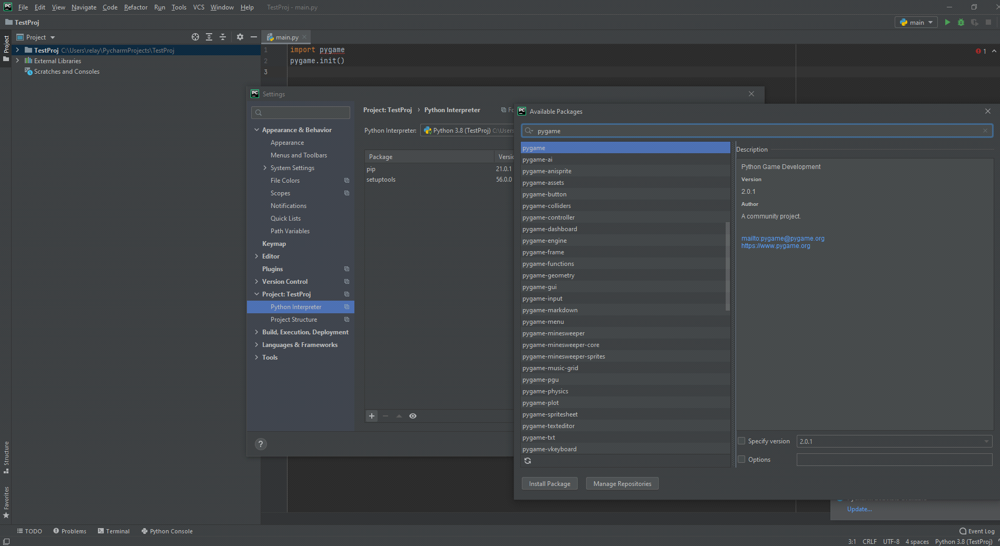 PC File Edit View Navigate Code Refactor Run Tools VCS Window Help TestProj - main.py
TestProj
main
Project
Project
main.py
TestProj C:\Users\relay\PycharmProjects\TestProj
External Libraries
Scratches and Consoles
1 import pygame
2 pygame.init()
3
1
PC Settings
Appearance & Behavior
Appearance
Menus and Toolbars
System Settings
File Colors
Scopes
Notifications
Quick Lists
Path Variables
Keymap
Editor
Plugins
Version Control
Project: TestProj
Python Interpreter
Project Structure
Build, Execution, Deployment
Languages & Frameworks
Tools
?
Project: TestProj › Python Interpreter Fo
Python Interpreter: Python 3.8 (TestProj) C:\Users
Package Versio
pip 21.0.1
setuptools 56.0.0
PC Available Packages
pygame
pygame
pygame-ai
pygame-anisprite
pygame-assets
pygame-button
pygame-colliders
pygame-controller
pygame-dashboard
pygame-engine
pygame-frame
pygame-functions
pygame-geometry
pygame-gui
pygame-input
pygame-markdown
pygame-menu
pygame-minesweeper
pygame-minesweeper-core
pygame-minesweeper-sprites
pygame-music-grid
pygame-pgu
pygame-physics
pygame-plot
pygame-spritesheet
pygame-texteditor
pygame-txt
pygame-vkeyboard
Description
Python Game Development
Version
2.0.1
Author
A community project.
mailto:pygame@pygame.org
https://www.pygame.org
Specify version 2.0.1
Options
Install Package Manage Repositories
Update...
Structure
Favorites
TODO Problems Terminal Python Console Event Log
3:1 CRLF UTF-8 4 spaces Python 3.8 (TestProj)